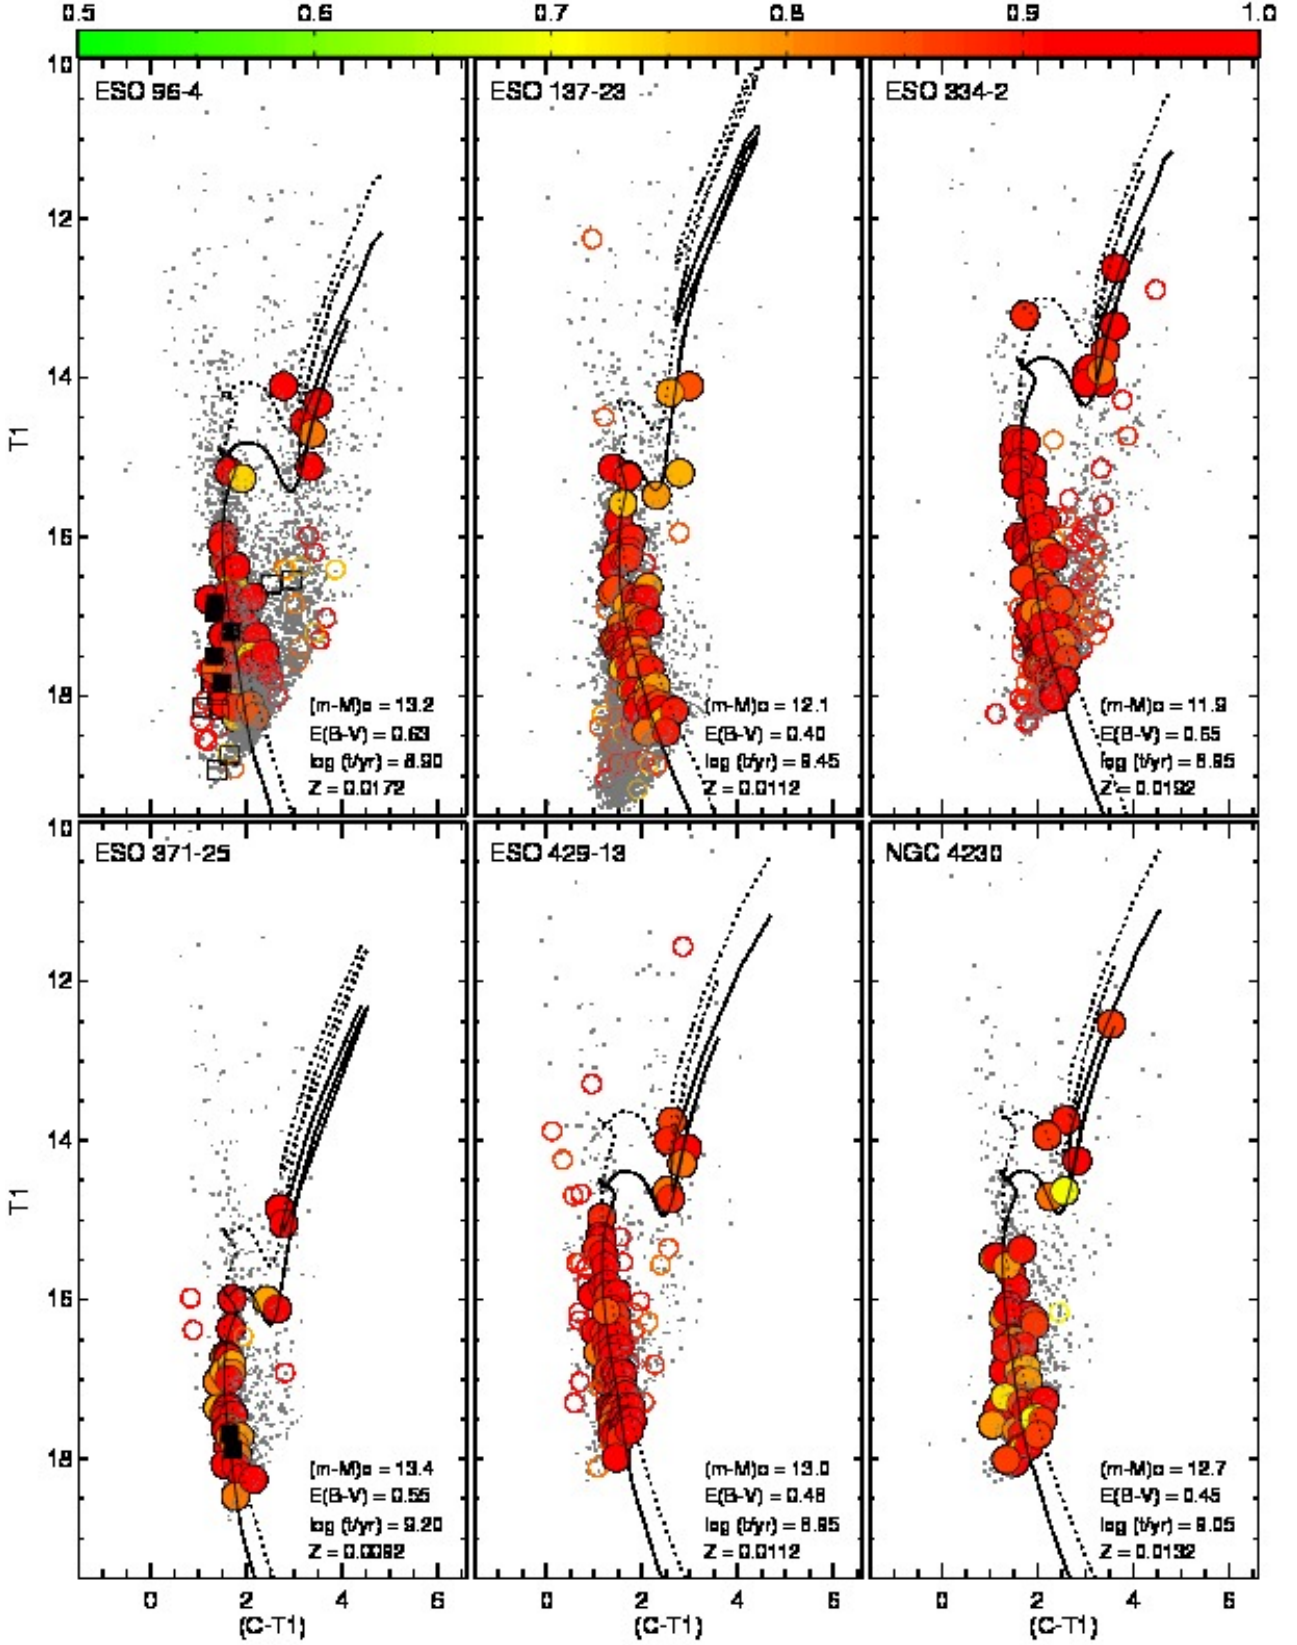 0.5 0.6 0.7 0.8 0.9 1.0
ESO 96-4
ESO 137-23
ESO 334-2
10
12
14
16
18
T1
(m-M)o = 13.2
E(B-V) = 0.63
log (t/yr) = 8.90
Z = 0.0172
(m-M)o = 12.1
E(B-V) = 0.40
log (t/yr) = 9.45
Z = 0.0112
(m-M)o = 11.9
E(B-V) = 0.65
log (t/yr) = 8.95
Z = 0.0192
ESO 371-25
ESO 429-13
NGC 4230
10
12
14
16
18
T1
(m-M)o = 13.4
E(B-V) = 0.55
log (t/yr) = 9.20
Z = 0.0092
(m-M)o = 13.0
E(B-V) = 0.48
log (t/yr) = 8.95
Z = 0.0112
(m-M)o = 12.7
E(B-V) = 0.45
log (t/yr) = 9.05
Z = 0.0132
0 2 4 6 0 2 4 6 0 2 4 6
(C-T1) (C-T1) (C-T1)